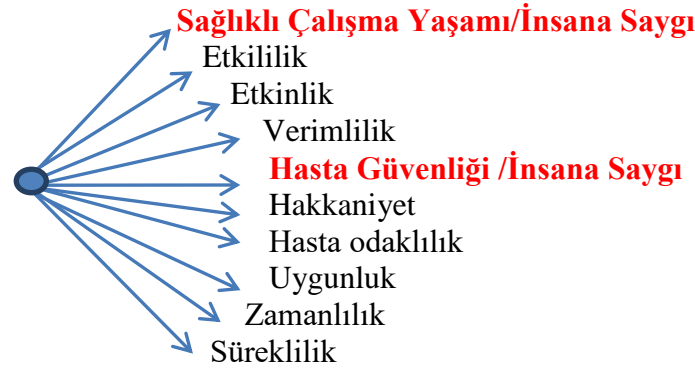 Sağlıklı Çalışma Yaşamı/İnsana Saygı
Etkililik
Etkinlik
Verimlilik
Hasta Güvenliği /İnsana Saygı
Hakkaniyet
Hasta odaklılık
Uygunluk
Zamanlılık
Süreklilik